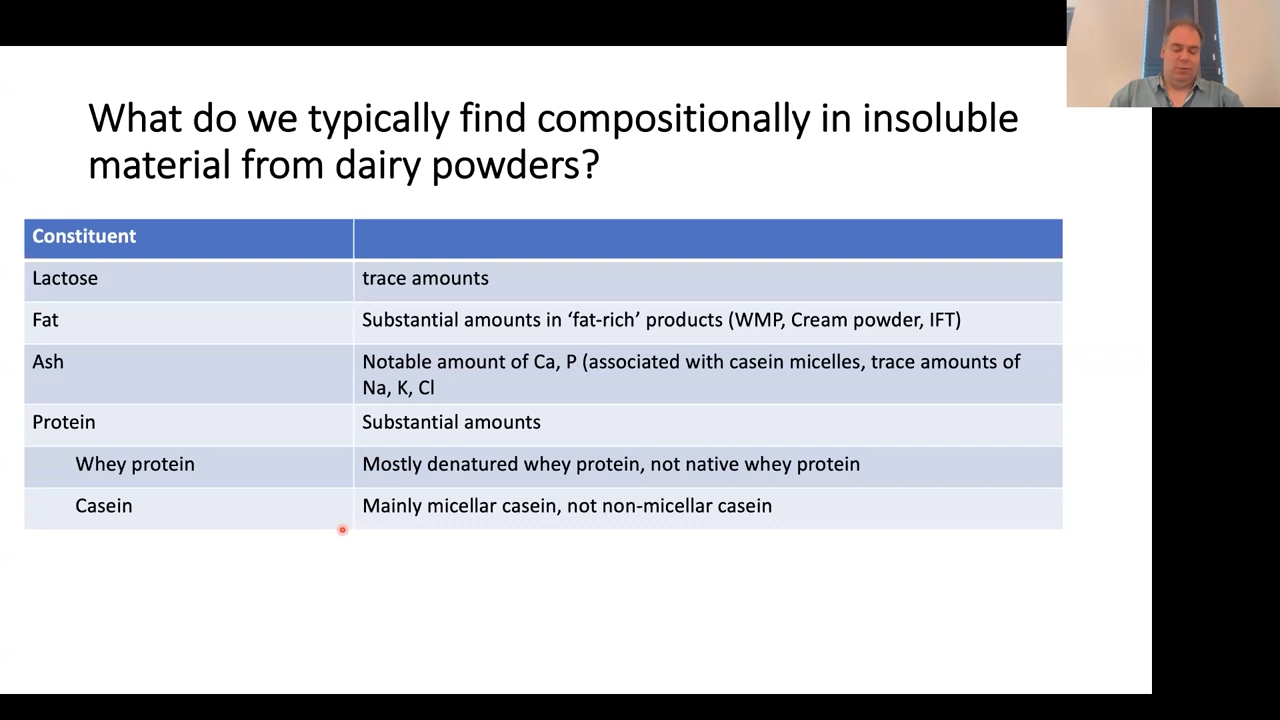 What do we typically find compositionally in insoluble
material from dairy powders?
Constituent
Lactose
trace amounts
Fat
Substantial amounts in ‘fat-rich’ products (WMP, Cream powder, IFT)
Ash
Notable amount of Ca, P (associated with casein micelles, trace amounts of
Na, K, Cl
Protein
Substantial amounts
Whey protein
Mostly denatured whey protein, not native whey protein
Casein
Mainly micellar casein, not non-micellar casein